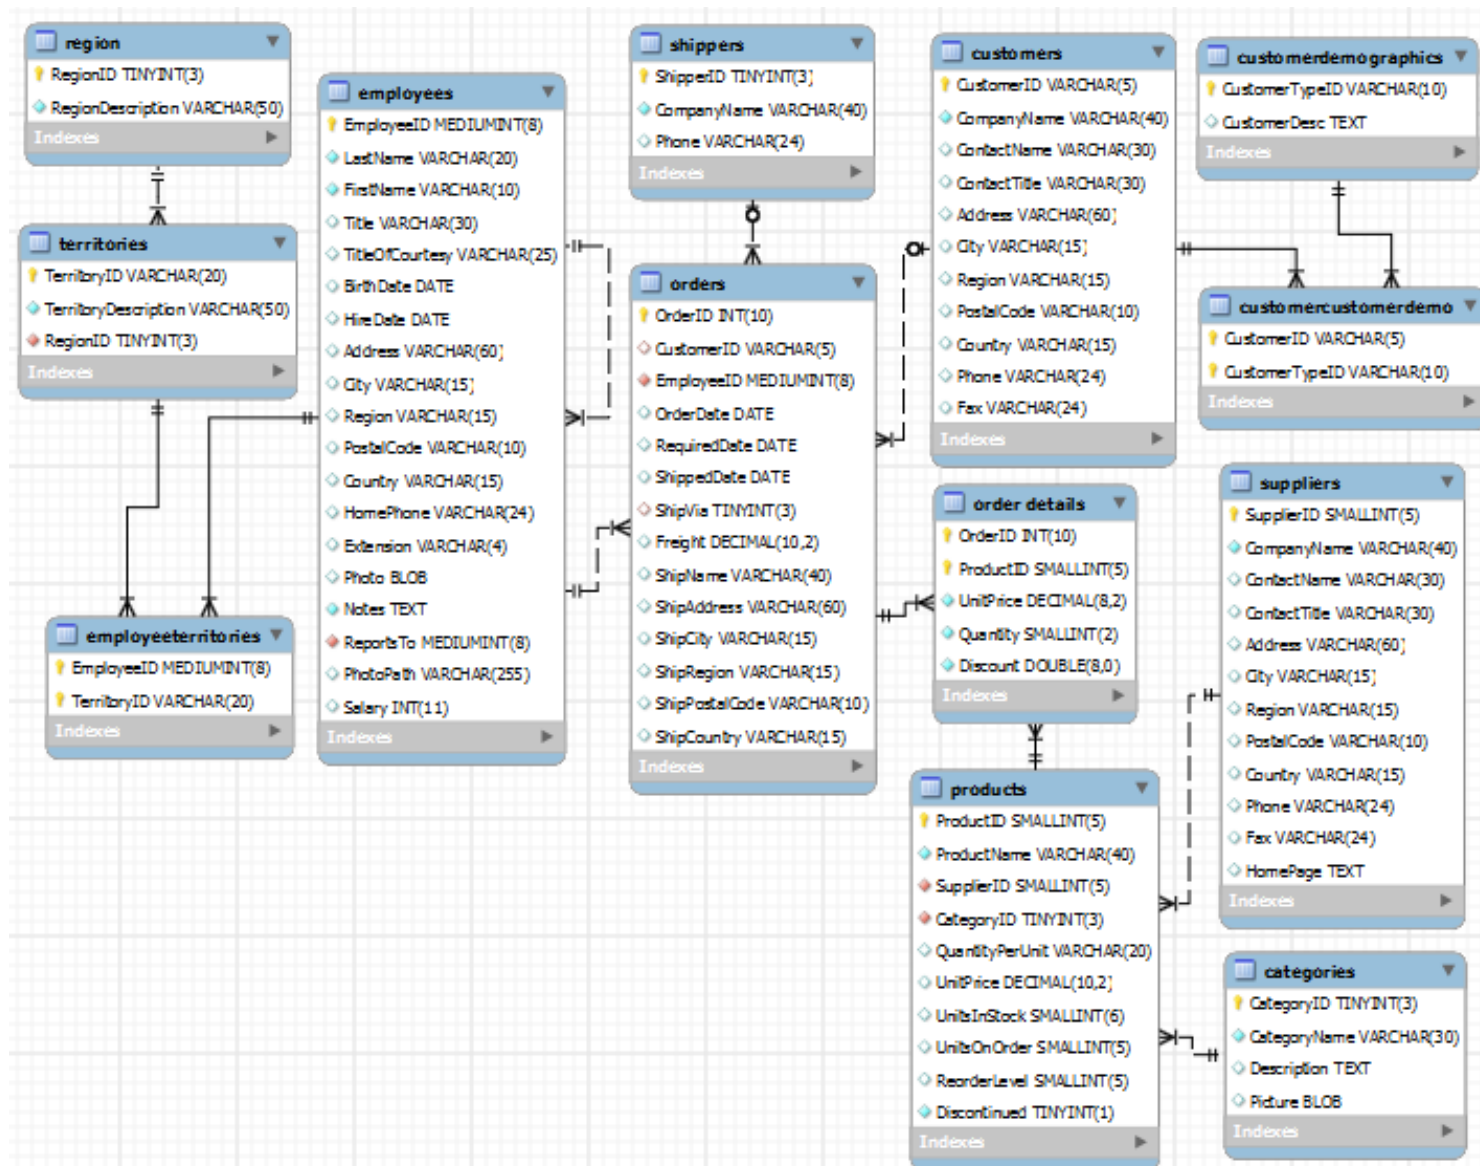 region
RegionID TINYINT(3)
RegionDescription VARCHAR(50)
Indexes
territories
TerritoryID VARCHAR(20)
TerritoryDescription VARCHAR(50)
RegionID TINYINT(3)
Indexes
employeeterritories
EmployeeID MEDIUMINT(8)
TerritoryID VARCHAR(20)
Indexes
employees
EmployeeID MEDIUMINT(8)
LastName VARCHAR(20)
FirstName VARCHAR(10)
Title VARCHAR(30)
TitleOfCourtesy VARCHAR(25)
BirthDate DATE
HireDate DATE
Address VARCHAR(60)
City VARCHAR(15)
Region VARCHAR(15)
PostalCode VARCHAR(10)
Country VARCHAR(15)
HomePhone VARCHAR(24)
Extension VARCHAR(4)
Photo BLOB
Notes TEXT
ReportsTo MEDIUMINT(8)
PhotoPath VARCHAR(255)
Salary INT(11)
Indexes
shippers
ShipperID TINYINT(3)
CompanyName VARCHAR(40)
Phone VARCHAR(24)
Indexes
orders
OrderID INT(10)
CustomerID VARCHAR(5)
EmployeeID MEDIUMINT(8)
OrderDate DATE
RequiredDate DATE
ShippedDate DATE
ShipVia TINYINT(3)
Freight DECIMAL(10,2)
ShipName VARCHAR(40)
ShipAddress VARCHAR(60)
ShipCity VARCHAR(15)
ShipRegion VARCHAR(15)
ShipPostalCode VARCHAR(10)
ShipCountry VARCHAR(15)
Indexes
customers
CustomerID VARCHAR(5)
CompanyName VARCHAR(40)
ContactName VARCHAR(30)
ContactTitle VARCHAR(30)
Address VARCHAR(60)
City VARCHAR(15)
Region VARCHAR(15)
PostalCode VARCHAR(10)
Country VARCHAR(15)
Phone VARCHAR(24)
Fax VARCHAR(24)
Indexes
customerdemographics
CustomerTypeID VARCHAR(10)
CustomerDesc TEXT
Indexes
customercustomerdemo
CustomerID VARCHAR(5)
CustomerTypeID VARCHAR(10)
Indexes
order details
OrderID INT(10)
ProductID SMALLINT(5)
UnitPrice DECIMAL(8,2)
Quantity SMALLINT(2)
Discount DOUBLE(8,0)
Indexes
products
ProductID SMALLINT(5)
ProductName VARCHAR(40)
SupplierID SMALLINT(5)
CategoryID TINYINT(3)
QuantityPerUnit VARCHAR(20)
UnitPrice DECIMAL(10,2)
UnitsInStock SMALLINT(6)
UnitsOnOrder SMALLINT(5)
ReorderLevel SMALLINT(5)
Discontinued TINYINT(1)
Indexes
suppliers
SupplierID SMALLINT(5)
CompanyName VARCHAR(40)
ContactName VARCHAR(30)
ContactTitle VARCHAR(30)
Address VARCHAR(60)
City VARCHAR(15)
Region VARCHAR(15)
PostalCode VARCHAR(10)
Country VARCHAR(15)
Phone VARCHAR(24)
Fax VARCHAR(24)
HomePage TEXT
Indexes
categories
CategoryID TINYINT(3)
CategoryName VARCHAR(30)
Description TEXT
Picture BLOB
Indexes